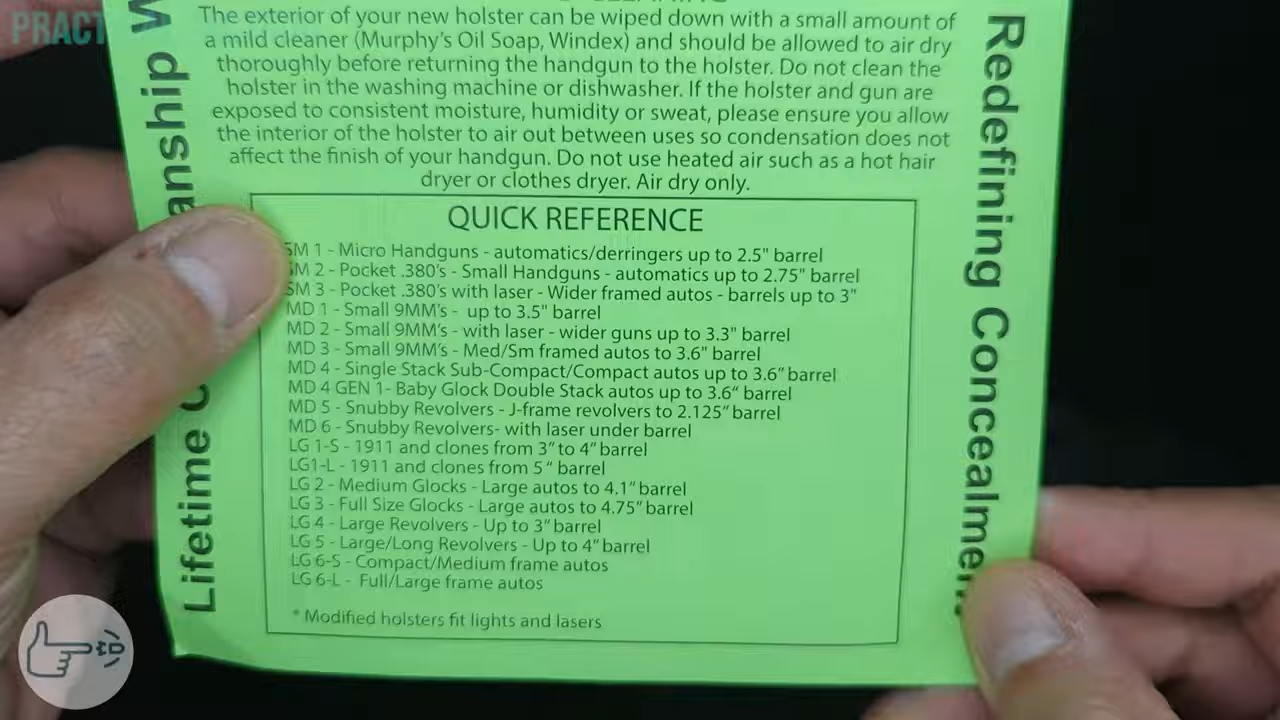 PRACT
The exterior of your new holster can be wiped down with a small amount of
a mild cleaner (Murphy's Oil Soap, Windex) and should be allowed to air dry
thoroughly before returning the handgun to the holster. Do not clean the
holster in the washing machine or dishwasher. If the holster and gun are
exposed to consistent moisture, humidity or sweat, please ensure you allow
the interior of the holster to air out between uses so condensation does not
affect the finish of your handgun. Do not use heated air such as a hot hair
dryer or clothes dryer. Air dry only.
QUICK REFERENCE
SM 1 - Micro Handguns - automatics/derringers up to 2.5" barrel
SM 2 - Pocket .380's - Small Handguns - automatics up to 2.75" barrel
SM 3 - Pocket .380's with laser - Wider framed autos - barrels up to 3"
MD 1 - Small 9MM's - up to 3.5" barrel
MD 2 - Small 9MM's - with laser - wider guns up to 3.3" barrel
MD 3 - Small 9MM's - Med/Sm framed autos to 3.6" barrel
MD 4 - Single Stack Sub-Compact/Compact autos up to 3.6" barrel
MD 4 GEN 1- Baby Glock Double Stack autos up to 3.6" barrel
MD 5 - Snubby Revolvers - J-frame revolvers to 2.125" barrel
MD 6 - Snubby Revolvers- with laser under barrel
LG 1-S - 1911 and clones from 3" to 4" barrel
LG1-L - 1911 and clones from 5" barrel
LG 2 - Medium Glocks - Large autos to 4.1" barrel
LG 3 - Full Size Glocks - Large autos to 4.75" barrel
LG 4 - Large Revolvers - Up to 3" barrel
LG 5 - Large/Long Revolvers - Up to 4" barrel
LG 6-S - Compact/Medium frame autos
LG 6-L - Full/Large frame autos
* Modified holsters fit lights and lasers
Lifetime C anship W
Redefining Concealmen